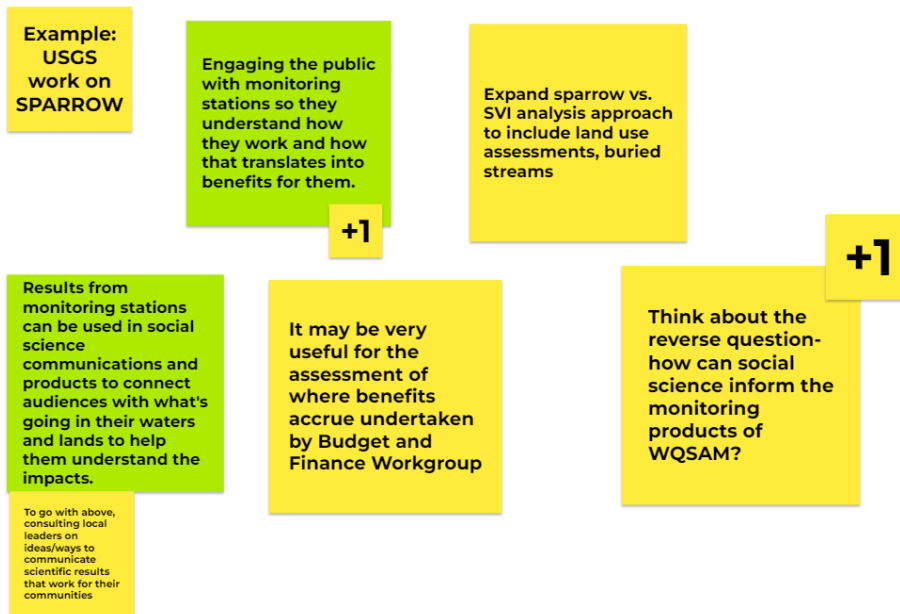 Example:
USGS
work on
SPARROW
Engaging the public
with monitoring
stations so they
understand how
they work and how
that translates into
benefits for them.
+1
Expand sparrow vs.
SVI analysis approach
to include land use
assessments, buried
streams
Results from
monitoring stations
can be used in social
science
communications and
products to connect
audiences with what's
going in their waters
and lands to help
them understand the
impacts.
To go with above,
consulting local
leaders on
ideas/ways to
communicate
scientific results
that work for their
communities
It may be very
useful for the
assessment of
where benefits
accrue undertaken
by Budget and
Finance Workgroup
+1
Think about the
reverse question-
how can social
science inform the
monitoring
products of
WQSAM?